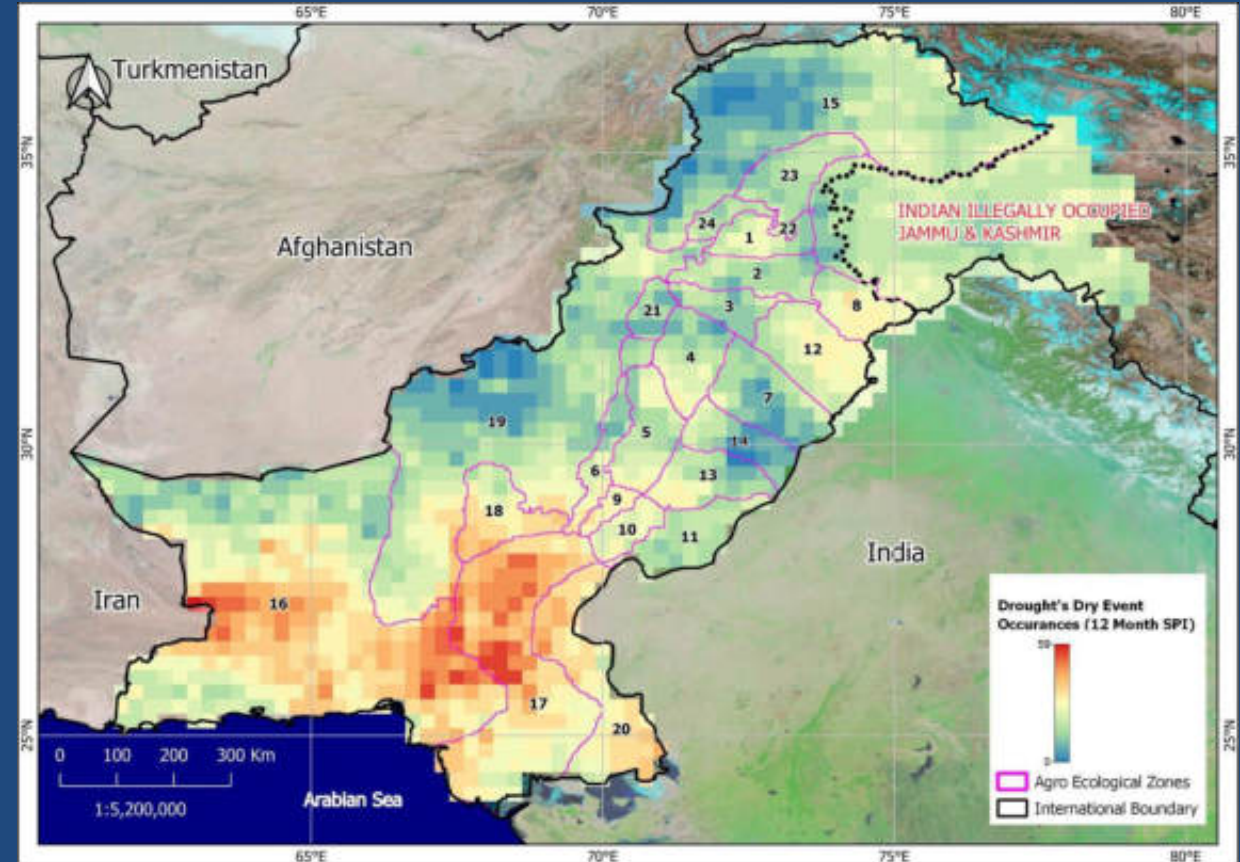 65°E 70°E 75°E 80°E
Turkmenistan
15
35°N 35°N
23
INDIAN ILLEGALLY OCCUPIED
JAMMU & KASHMIR
24 22
1
Afghanistan
2
21 3 8
4 12
7
19
5 14
30°N 30°N
6 13
9
18
10 11
India
Iran 16
Drought's Dry Event
Occurances (12 Month SPI)
17
20
25°N 25°N
0 100 200 300 Km
1:5,200,000
Arabian Sea
Agro Ecological Zones
International Boundary
65°E 70°E 75°E 80°E